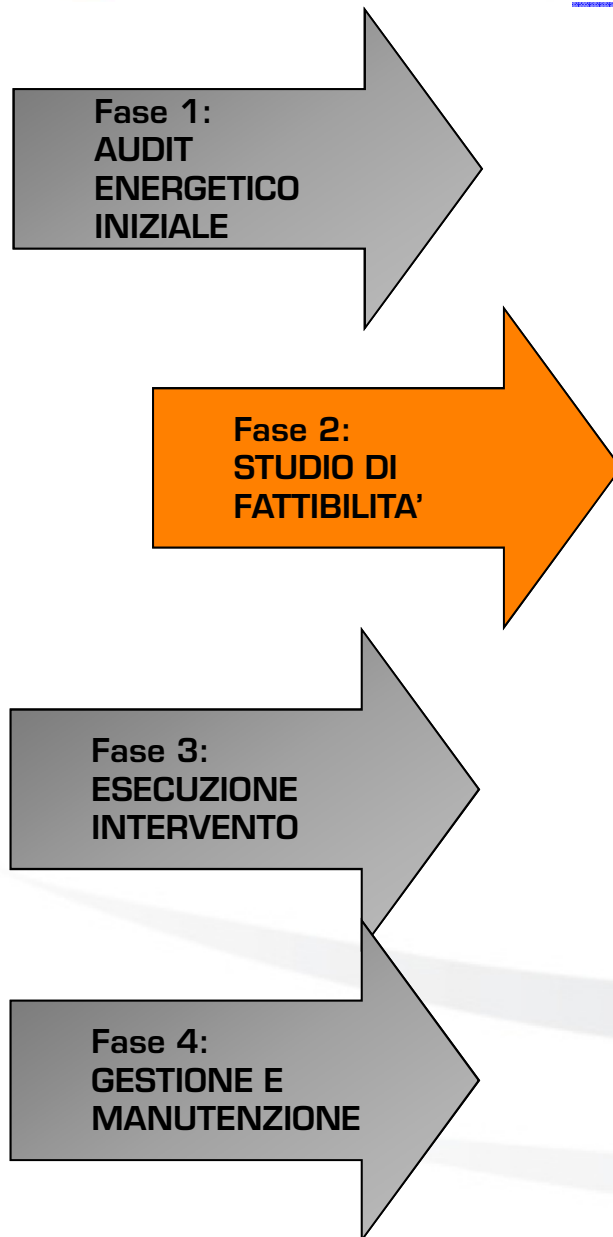 Fase 1:
AUDIT
ENERGETICO
INIZIALE
Fase 2:
STUDIO DI
FATTIBILITA’
Fase 3:
ESECUZIONE
INTERVENTO
Fase 4:
GESTIONE E
MANUTENZIONE